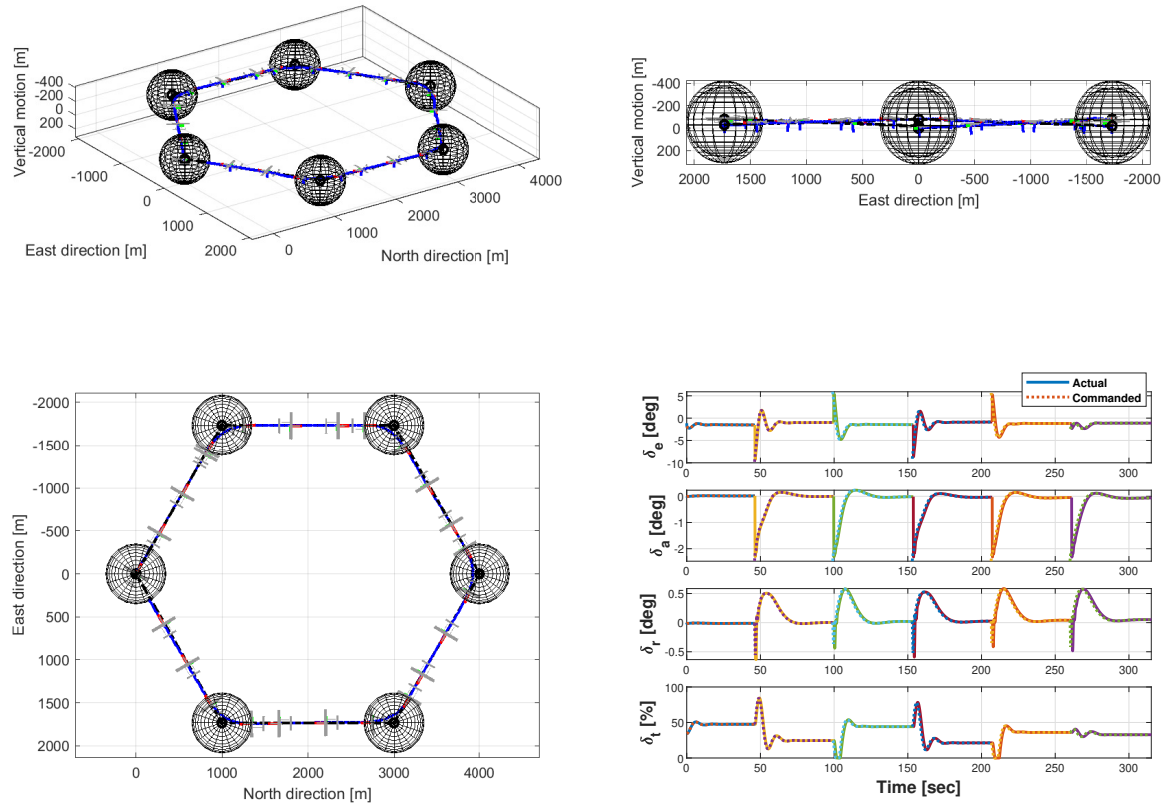 Vertical motion [m]
-400
-200
0
200
-2000
-1000
0
1000
2000
East direction [m]
0
1000
2000
3000
4000
North direction [m]
Vertical motion [m]
-400
-200
0
200
2000 1500 1000 500 0 -500 -1000 -1500 -2000
East direction [m]
East direction [m]
-2000
-1500
-1000
-500
0
500
1000
1500
2000
0 1000 2000 3000 4000
North direction [m]
Actual
Commanded
δe [deg]
5
0
-5
-10
0 50 100 150 200 250 300
δa [deg]
0
-1
-2
0 50 100 150 200 250 300
δr [deg]
0.5
0
-0.5
0 50 100 150 200 250 300
δt [%]
100
50
0
0 50 100 150 200 250 300
Time [sec]